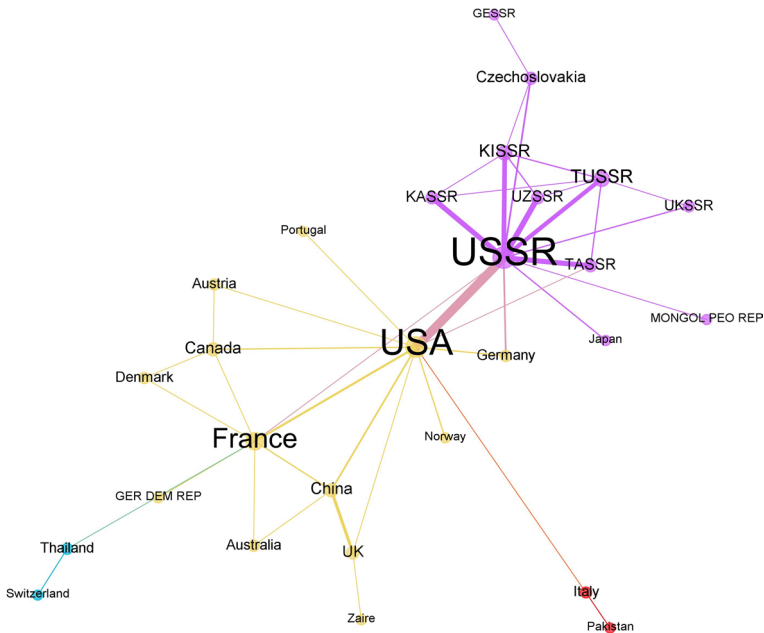 GESSR
Czechoslovakia
KISSR
TUSSR
KASSR
UZSSR
UKSSR
Portugal
USSR
TASSR
Austria
MONGOL PEO REP
USA
Japan
Canada
Germany
Denmark
France
Norway
China
GER DEM REP
Australia
Thailand
UK
Switzerland
Italy
Zaire
Pakistan